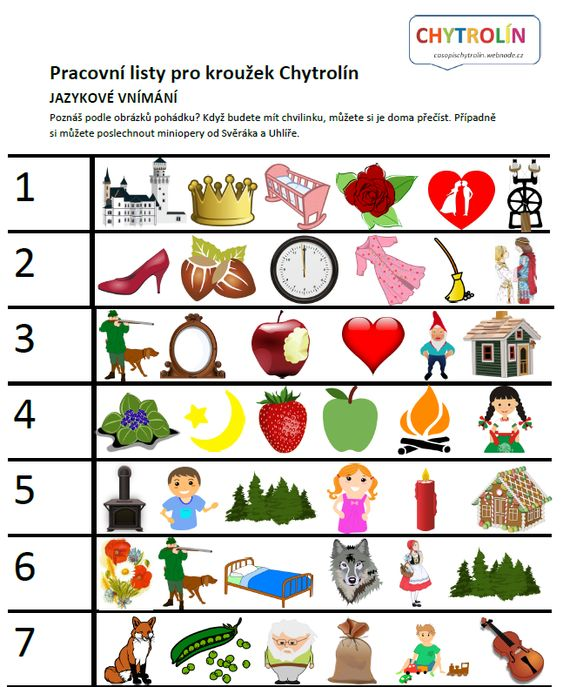 CHYTROLÍN
casopischytrolin.webnode.cz
Pracovní listy pro kroužek Chytrolín
JAZYKOVÉ VNÍMÁNÍ
Poznáš podle obrázků pohádku? Když budete mít chvilinku, můžete si je doma přečíst. Případně
si můžete poslechnout miniopery od Svěráka a Uhlíře.
1
2
3
4
5
6
7